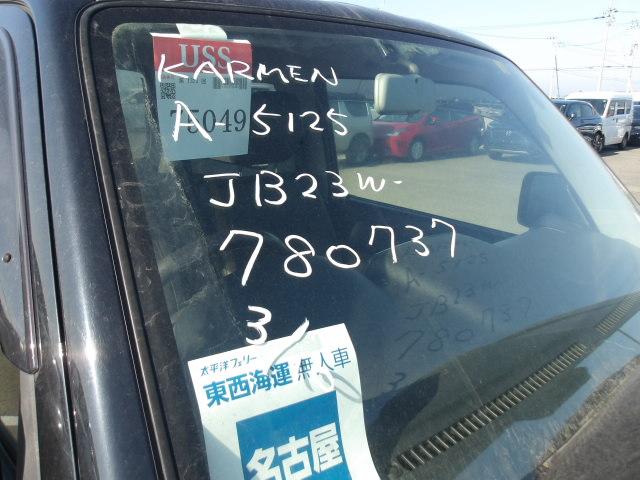 USS
75049
KARMEN
A-5125
JB23W-
780737
3
太平洋フェリー
東西海運 無人車
名古屋